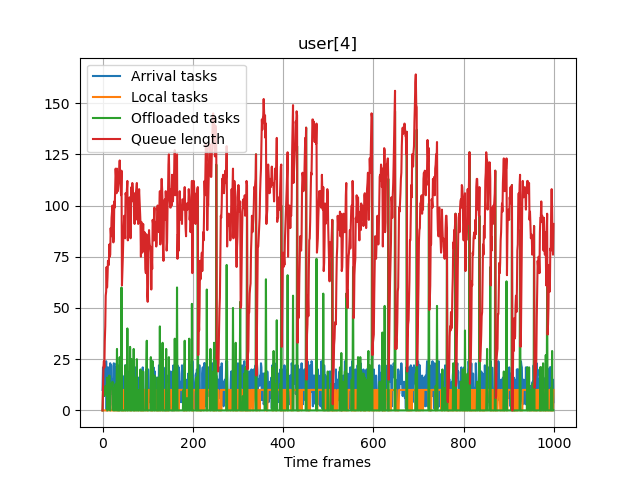 user[4]
Arrival tasks
Local tasks
Offloaded tasks
Queue length
150
125
100
75
50
25
0
0 200 400 600 800 1000
Time frames